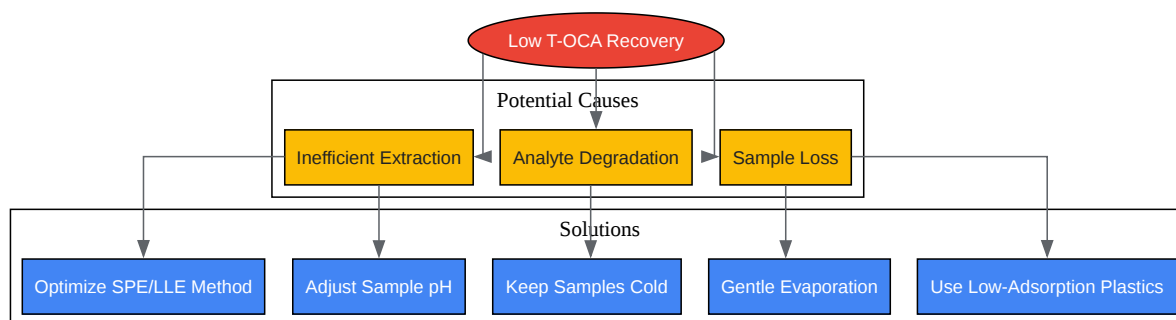 Low T-OCA Recovery
Potential Causes
Inefficient Extraction
Analyte Degradation
Sample Loss
Solutions
Optimize SPE/LLE Method
Adjust Sample pH
Keep Samples Cold
Gentle Evaporation
Use Low-Adsorption Plastics